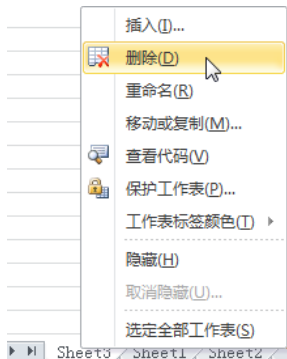 插入(I)...
删除(D)
重命名(R)
移动或复制(M)...
查看代码(V)
保护工作表(P)...
工作表标签颜色(T)
隐藏(H)
取消隐藏(U)...
选定全部工作表(S)
Sheet3 Sheet1 Sheet2